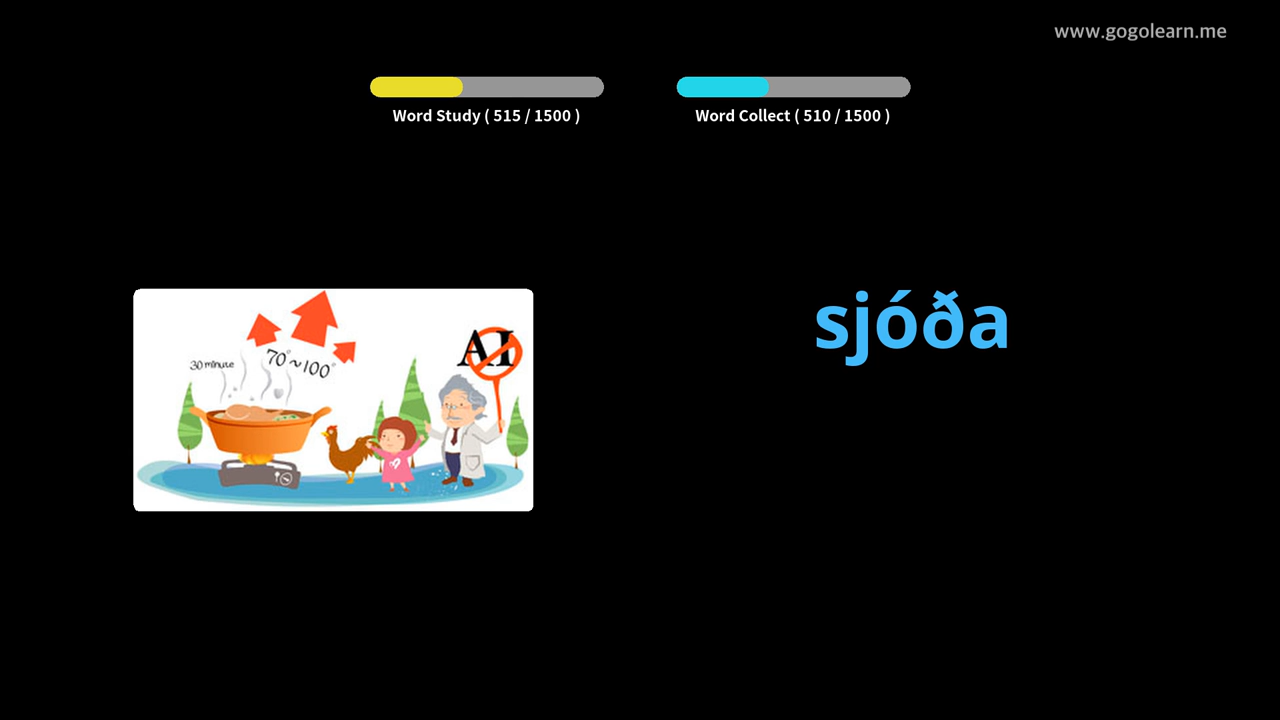 www.gogolearn.me
Word Study ( 515 / 1500 )
Word Collect ( 510 / 1500 )
sjóða
30 minute
70°~100°
AI